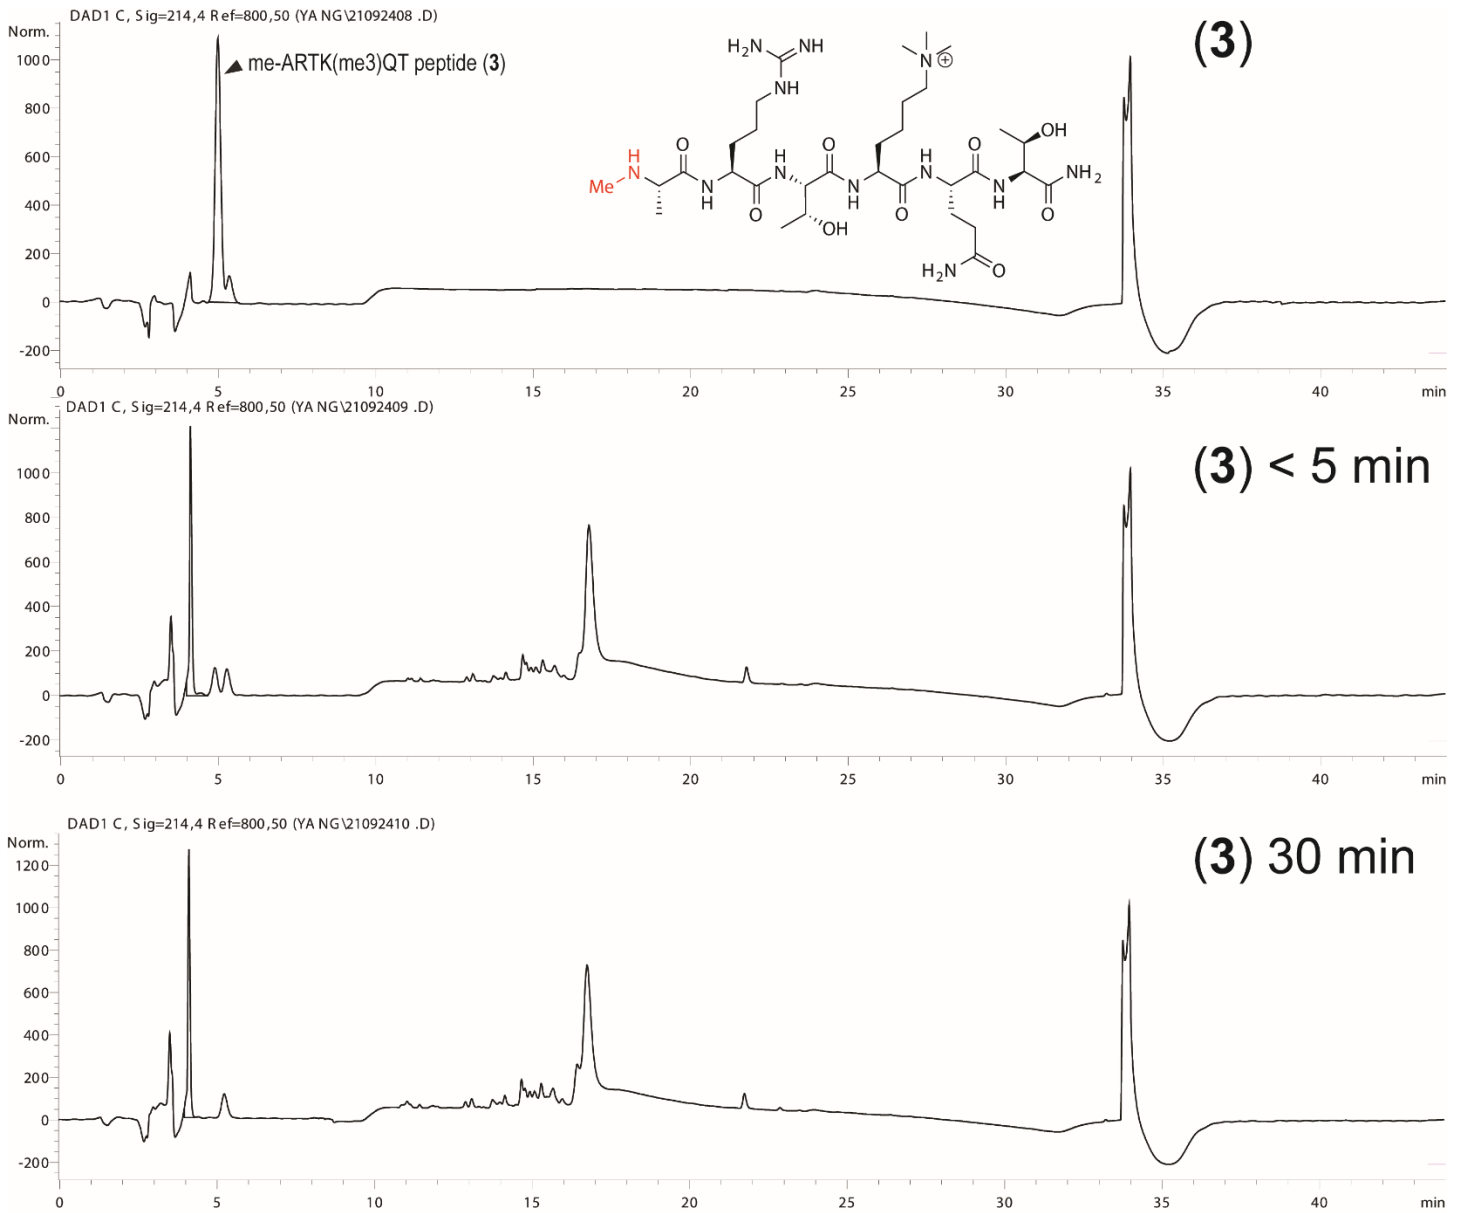 DAD1 C, Sig=214,4 Ref=800,50 (YANG\21092408 .D)
(3)
Norm.
me-ARTK(me3)QT peptide (3)
1000
800
600
400
200
0
-200
H2N
NH
NH
N
+
O
H
N
Me
N
H
O
H
N
OH
O
N
H
O
H
N
H2N
O
O
N
H
OH
O
NH2
0
5
10
15
20
25
30
35
40
min
DAD1 C, Sig=214,4 Ref=800,50 (YANG\21092409 .D)
Norm.
(3) < 5 min
1000
800
600
400
200
0
-200
0
5
10
15
20
25
30
35
40
min
DAD1 C, Sig=214,4 Ref=800,50 (YANG\21092410 .D)
Norm.
(3) 30 min
1200
1000
800
600
400
200
0
-200
0
5
10
15
20
25
30
35
40
min